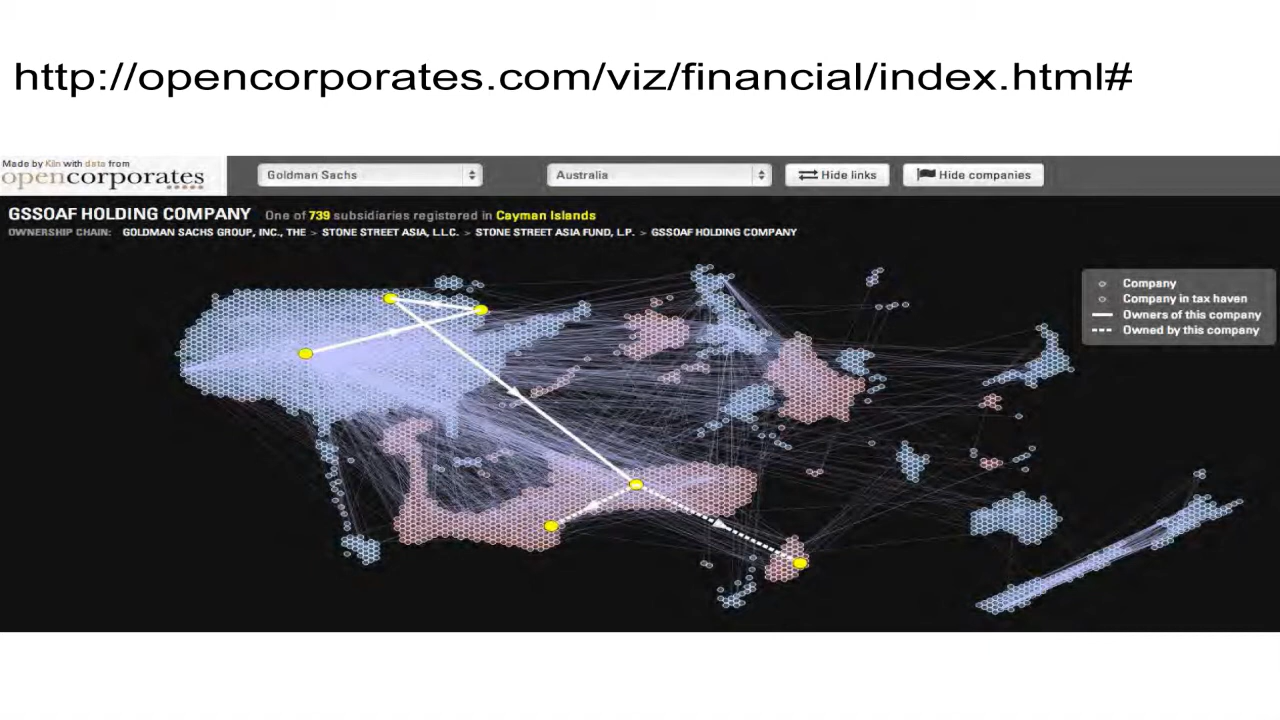 http://opencorporates.com/viz/financial/index.html#
Made by Kiln with data from
opencorporates
Goldman Sachs
Australia
Hide links
Hide companies
GSSOAF HOLDING COMPANY One of 739 subsidiaries registered in Cayman Islands
OWNERSHIP CHAIN: GOLDMAN SACHS GROUP, INC., THE > STONE STREET ASIA, L.L.C. > STONE STREET ASIA FUND, L.P. > GSSOAF HOLDING COMPANY
Company
Company in tax haven
Owners of this company
Owned by this company